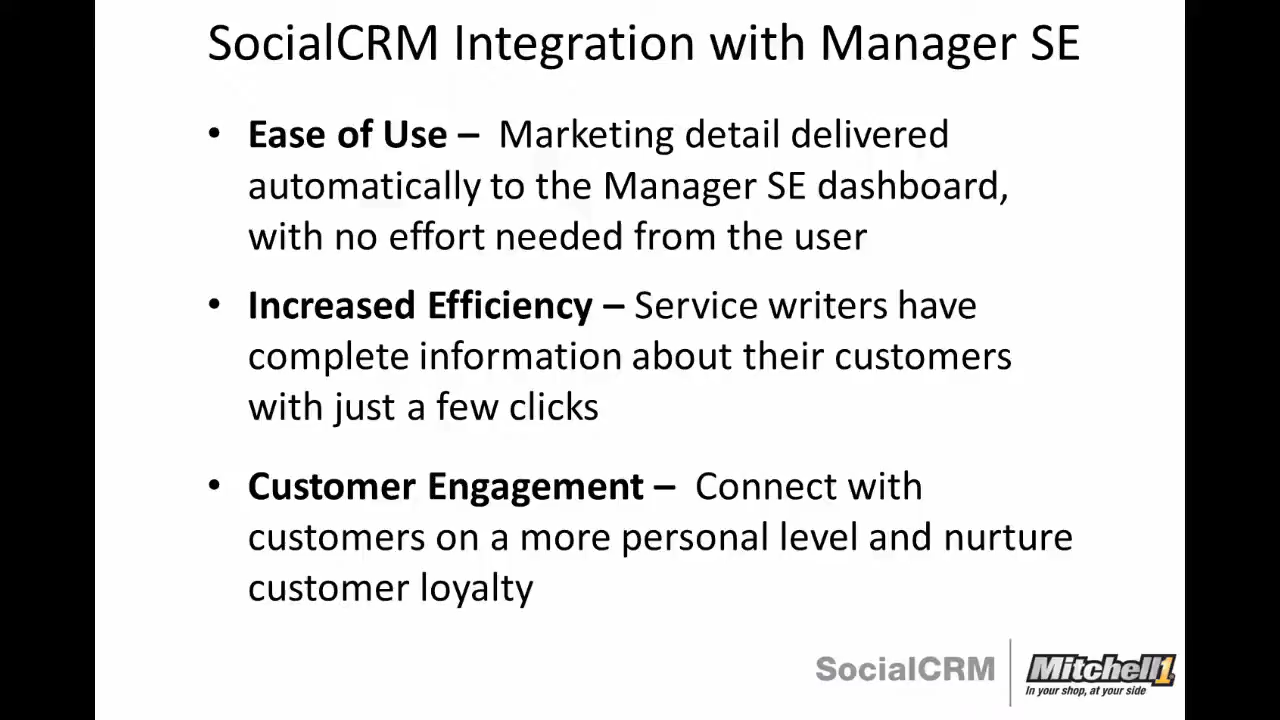 SocialCRM Integration with Manager SE
• Ease of Use – Marketing detail delivered
automatically to the Manager SE dashboard,
with no effort needed from the user
• Increased Efficiency – Service writers have
complete information about their customers
with just a few clicks
• Customer Engagement – Connect with
customers on a more personal level and nurture
customer loyalty
SocialCRM
Mitchell1
In your shop, at your side